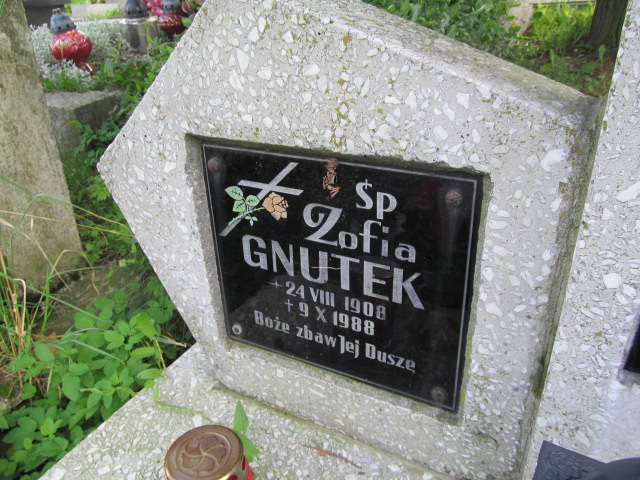 Śp
Zofia
GNUTEK
+ 24 VIII 1908
+ 9 X 1988
Boże zbaw Jej Duszę